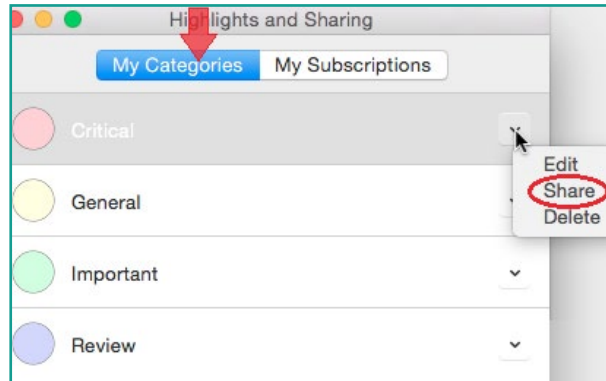 Highlights and Sharing
My Categories My Subscriptions
Critical
Edit
Share
Delete
General
Important
Review